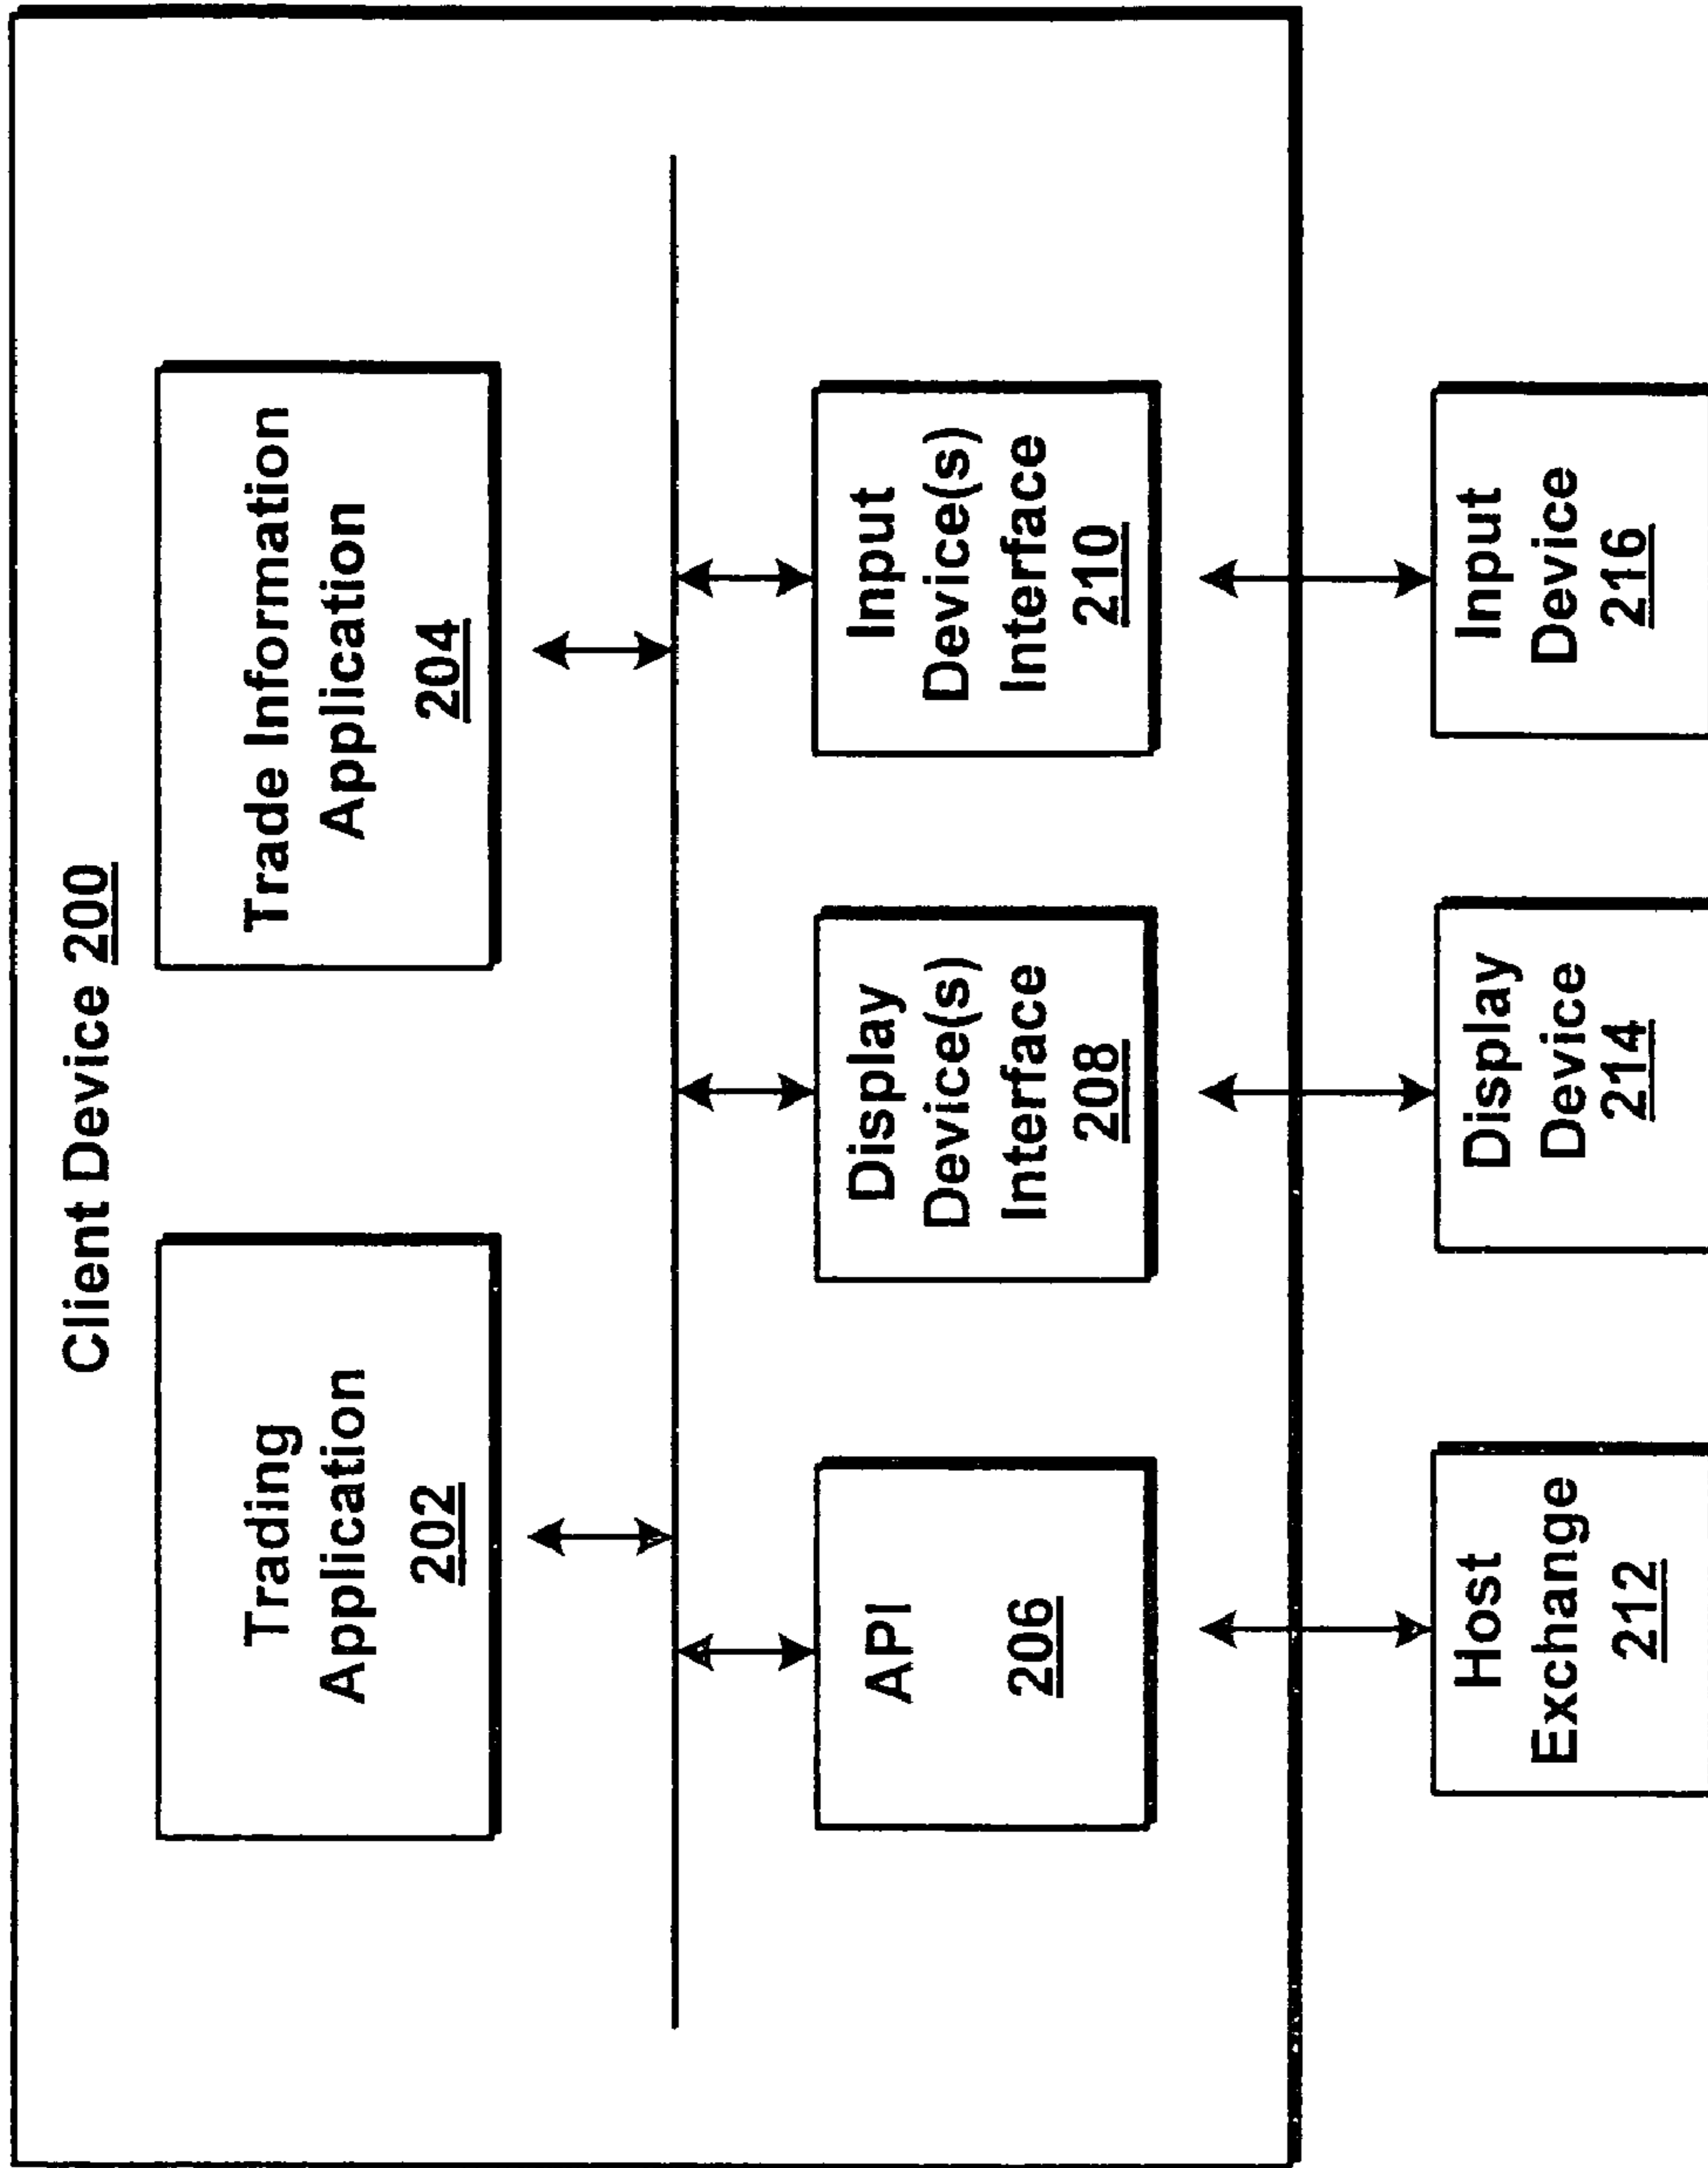 Client Device 200
Trading
Application
202
Trade Information
Application
204
API
206
Display
Device(s)
Interface
208
Input
Device(s)
Interface
210
Host
Exchange
212
Display
Device
214
Input
Device
216